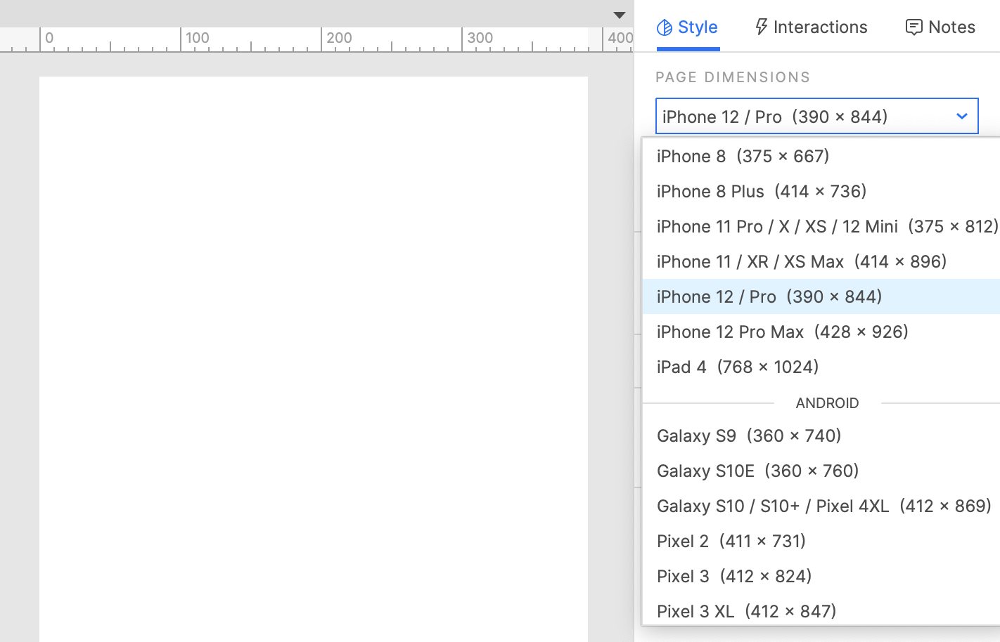 0 100 200 300 400
Style Interactions Notes
PAGE DIMENSIONS
iPhone 12 / Pro (390 × 844)
iPhone 8 (375 × 667)
iPhone 8 Plus (414 × 736)
iPhone 11 Pro / X / XS / 12 Mini (375 × 812)
iPhone 11 / XR / XS Max (414 × 896)
iPhone 12 / Pro (390 × 844)
iPhone 12 Pro Max (428 × 926)
iPad 4 (768 × 1024)
ANDROID
Galaxy S9 (360 × 740)
Galaxy S10E (360 × 760)
Galaxy S10 / S10+ / Pixel 4XL (412 × 869)
Pixel 2 (411 × 731)
Pixel 3 (412 × 824)
Pixel 3 XL (412 × 847)